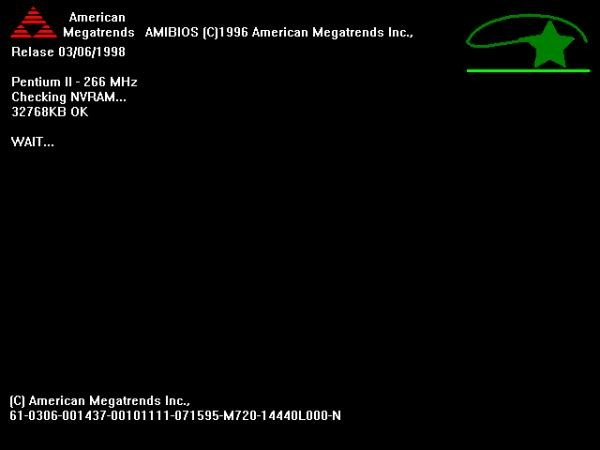 American
Megatrends AMIBIOS (C)1996 American Megatrends Inc.,
Relase 03/06/1998
Pentium II - 266 MHz
Checking NVRAM...
32768KB OK
WAIT...
(C) American Megatrends Inc.,
61-0306-001437-00101111-071595-M720-14440L000-N